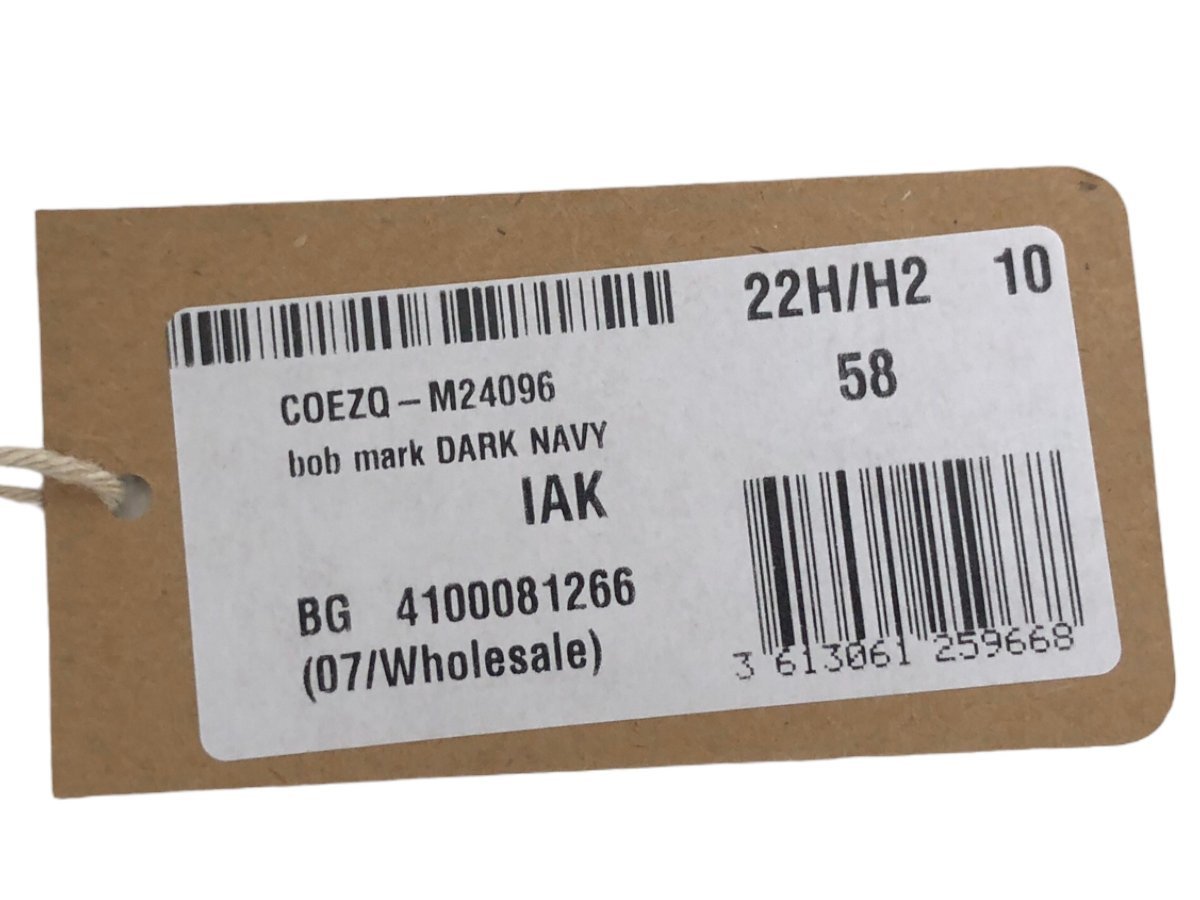 22H/H2 10
58
COEZQ – M24096
bob mark DARK NAVY
IAK
BG 4100081266
(07/Wholesale)
3 613061 259668